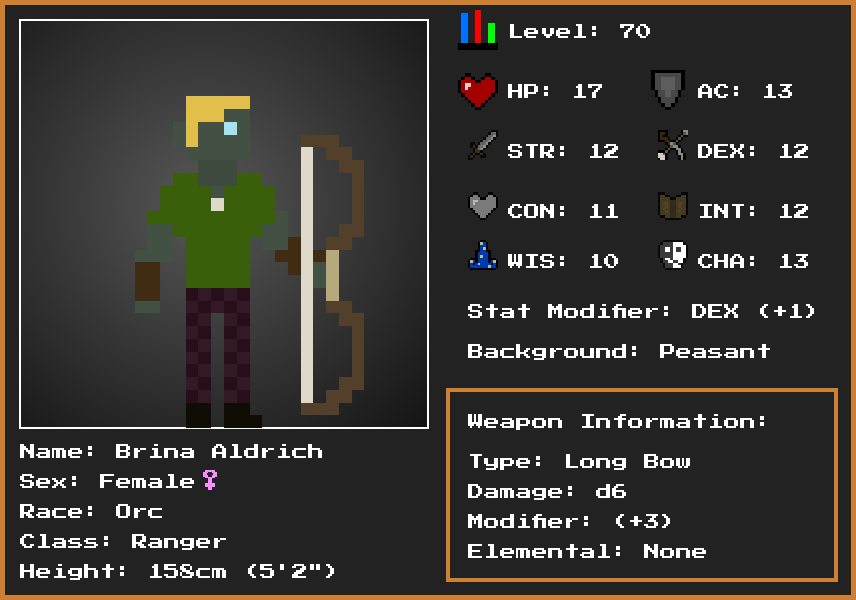 Level: 70
HP: 17
AC: 13
STR: 12
DEX: 12
CON: 11
INT: 12
WIS: 10
CHA: 13
Stat Modifier: DEX (+1)
Background: Peasant
Weapon Information:
Type: Long Bow
Damage: d6
Modifier: (+3)
Elemental: None
Name: Brina Aldrich
Sex: Female♀
Race: Orc
Class: Ranger
Height: 158cm (5'2")